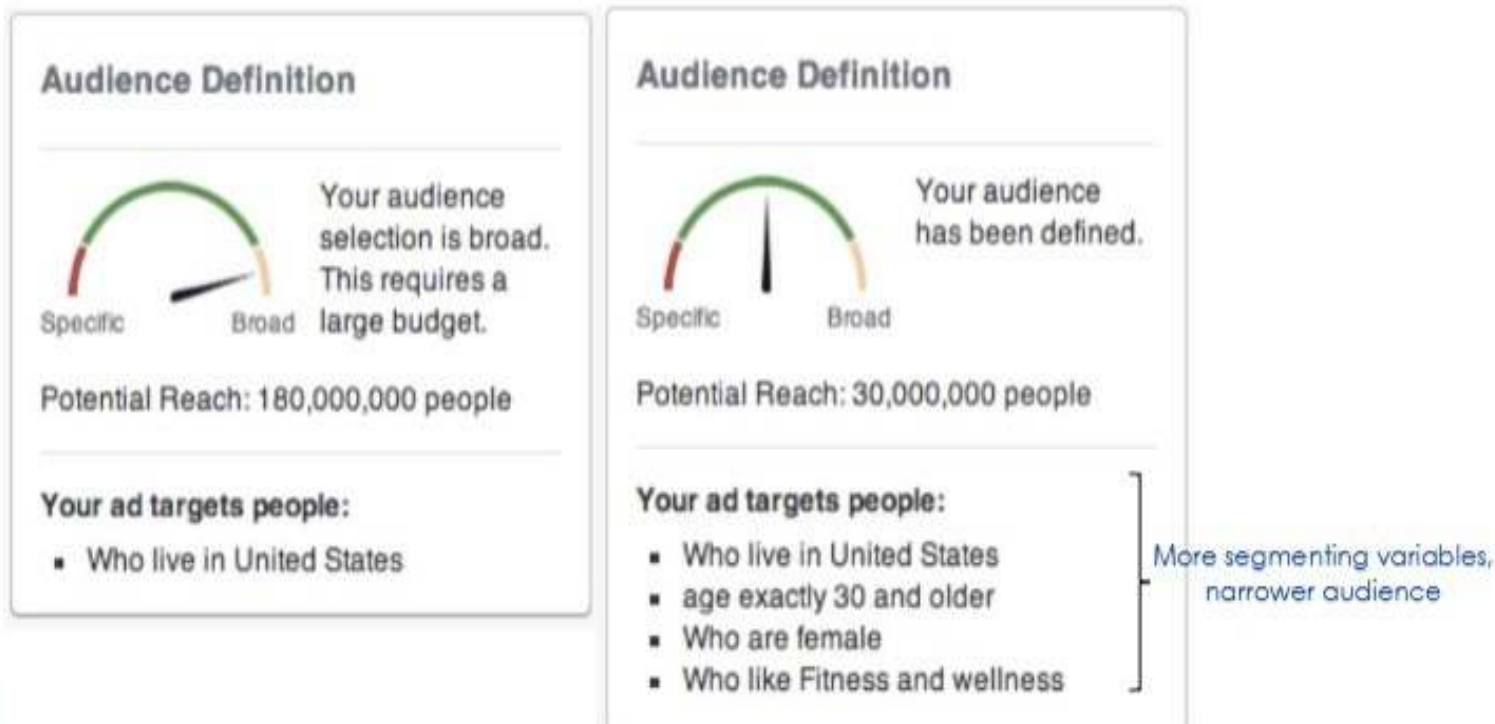 Audience Definition
Your audience
selection is broad.
This requires a
large budget.
Specific
Broad
Potential Reach: 180,000,000 people
Your ad targets people:
▪ Who live in United States
Audience Definition
Your audience
has been defined.
Specific
Broad
Potential Reach: 30,000,000 people
Your ad targets people:
▪ Who live in United States
▪ age exactly 30 and older
▪ Who are female
▪ Who like Fitness and wellness
More segmenting variables,
narrower audience